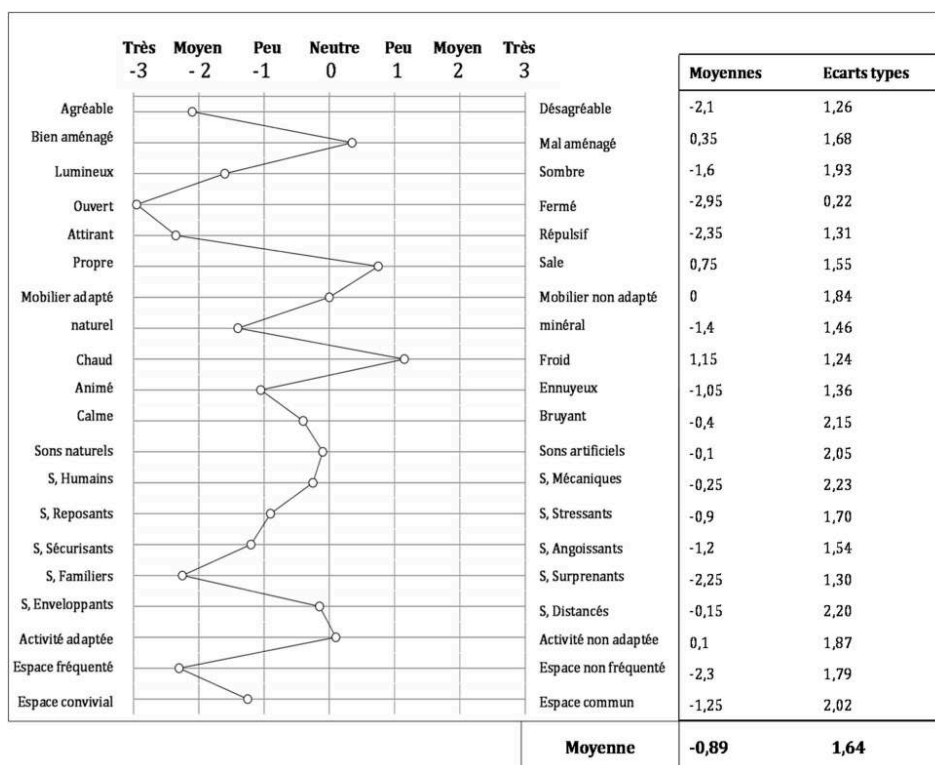 Très Moyen Peu Neutre Peu Moyen Très
-3 - 2 -1 0 1 2 3
Moyennes Ecarts types
Agréable Désagréable -2,1 1,26
Bien aménagé Mal aménagé 0,35 1,68
Lumineux Sombre -1,6 1,93
Ouvert Fermé -2,95 0,22
Attirant Répulsif -2,35 1,31
Propre Sale 0,75 1,55
Mobilier adapté Mobilier non adapté 0 1,84
naturel minéral -1,4 1,46
Chaud Froid 1,15 1,24
Animé Ennuyeux -1,05 1,36
Calme Bruyant -0,4 2,15
Sons naturels Sons artificiels -0,1 2,05
S, Humains S, Mécaniques -0,25 2,23
S, Reposants S, Stressants -0,9 1,70
S, Sécurisants S, Angoissants -1,2 1,54
S, Familiers S, Surprenants -2,25 1,30
S, Enveloppants S, Distancés -0,15 2,20
Activité adaptée Activité non adaptée 0,1 1,87
Espace fréquenté Espace non fréquenté -2,3 1,79
Espace convivial Espace commun -1,25 2,02
Moyenne -0,89 1,64